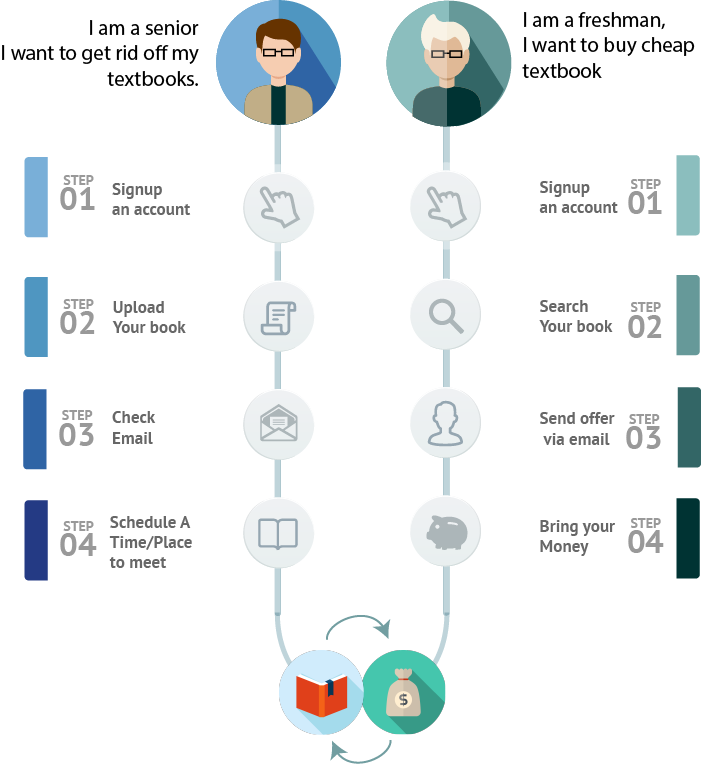 I am a senior
I want to get rid off my
textbooks.
I am a freshman,
I want to buy cheap
textbook
STEP
01
Signup
an account
STEP
02
Upload
Your book
STEP
03
Check
Email
STEP
04
Schedule A
Time/Place
to meet
Signup
an account
STEP
01
Search
Your book
STEP
02
Send offer
via email
STEP
03
Bring your
Money
STEP
04
$